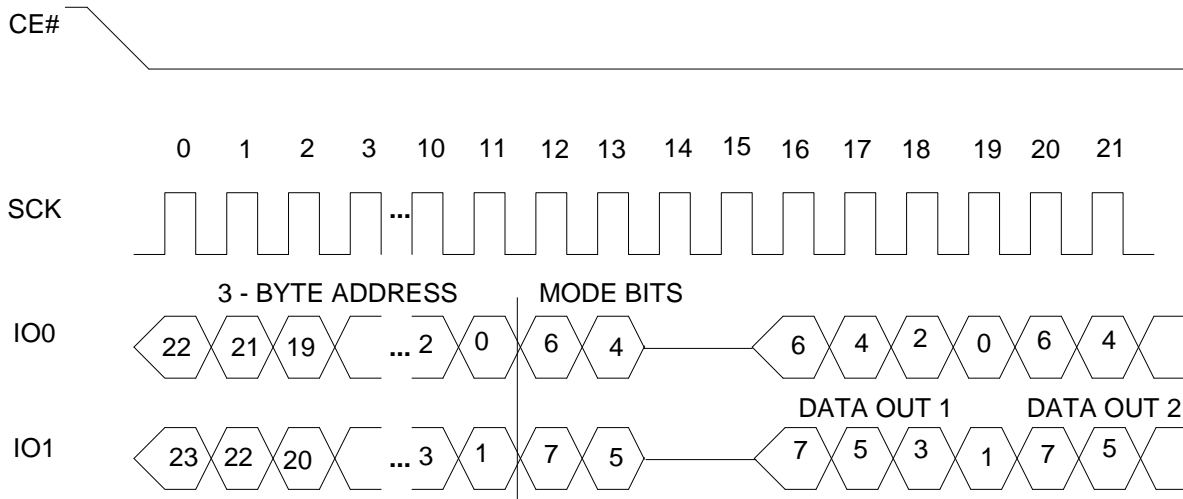 CE#
0 1 2 3 10 11 12 13 14 15 16 17 18 19 20 21
SCK ...
3 - BYTE ADDRESS MODE BITS
IO0 22 21 19 ... 2 0 6 4 6 4 2 0 6 4
DATA OUT 1 DATA OUT 2
IO1 23 22 20 ... 3 1 7 5 7 5 3 1 7 5